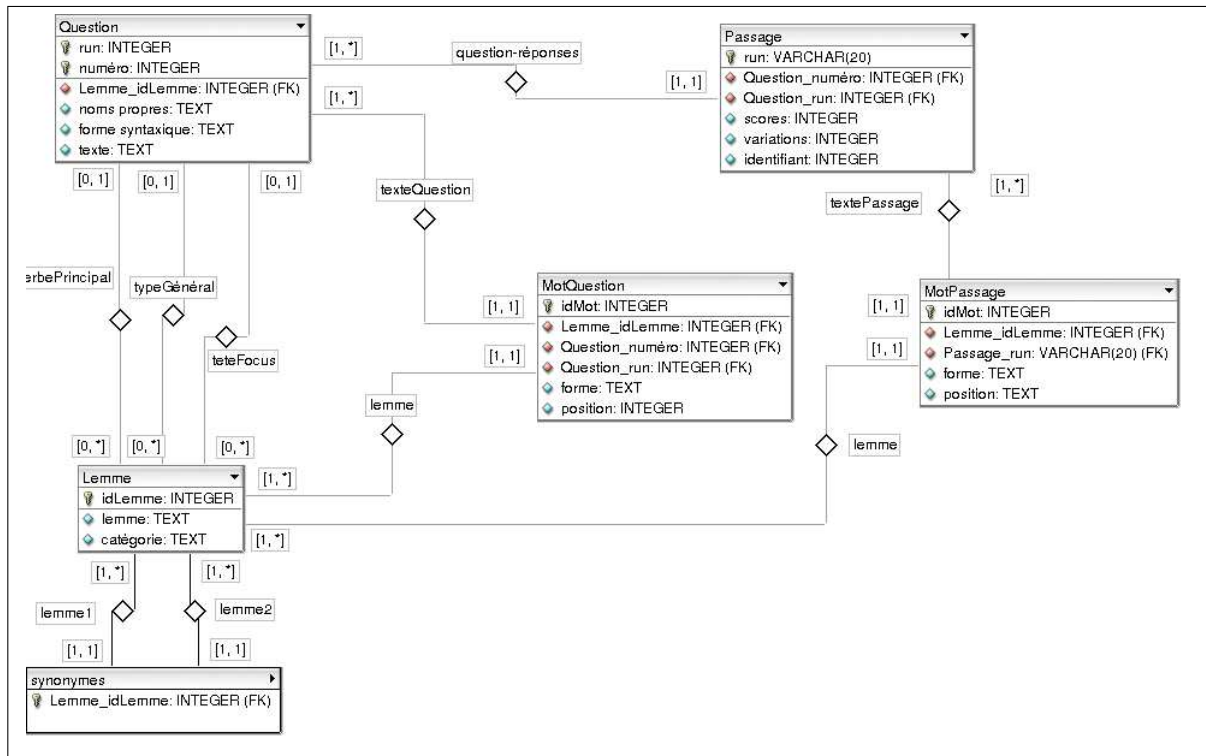 Question
run: INTEGER
numéro: INTEGER
Lemme_idLemme: INTEGER (FK)
noms propres: TEXT
forme syntaxique: TEXT
texte: TEXT
[1, *]
question-réponses
[1, 1]
[1, *]
Passage
run: VARCHAR(20)
Question_numéro: INTEGER (FK)
Question_run: INTEGER (FK)
scores: INTEGER
variations: INTEGER
identifiant: INTEGER
[0, 1]
[0, 1]
[0, 1]
texteQuestion
textePassage
[1, *]
erbePrincipal
typeGénéral
teteFocus
MotQuestion
idMot: INTEGER
Lemme_idLemme: INTEGER (FK)
Question_numéro: INTEGER (FK)
Question_run: INTEGER (FK)
forme: TEXT
position: INTEGER
[1, 1]
[1, 1]
MotPassage
idMot: INTEGER
Lemme_idLemme: INTEGER (FK)
Passage_run: VARCHAR(20) (FK)
forme: TEXT
position: TEXT
[1, 1]
[1, 1]
lemme
lemme
[0, *]
[0, *]
[0, *]
Lemme
idLemme: INTEGER
lemme: TEXT
catégorie: TEXT
[1, *]
[1, *]
[1, *]
[1, *]
lemme1
lemme2
[1, 1]
[1, 1]
synonymes
Lemme_idLemme: INTEGER (FK)